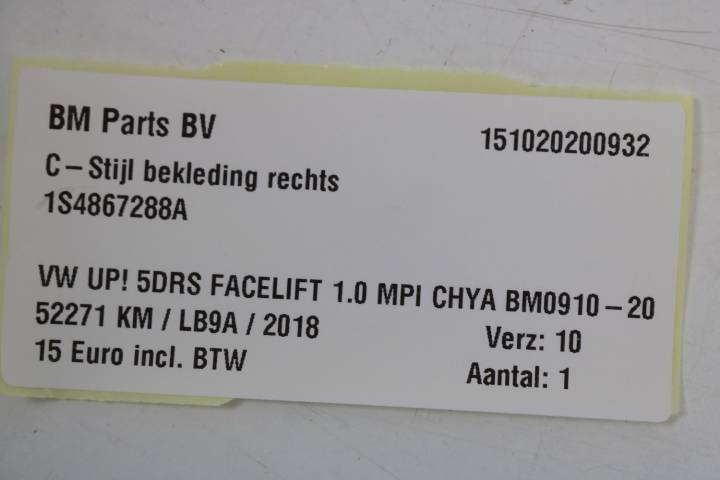 BM Parts BV
151020200932
C–Stijl bekleding rechts
1S4867288A
VW UP! 5DRS FACELIFT 1.0 MPI CHYA BM0910–20
52271 KM / LB9A / 2018
Verz: 10
15 Euro incl. BTW
Aantal: 1